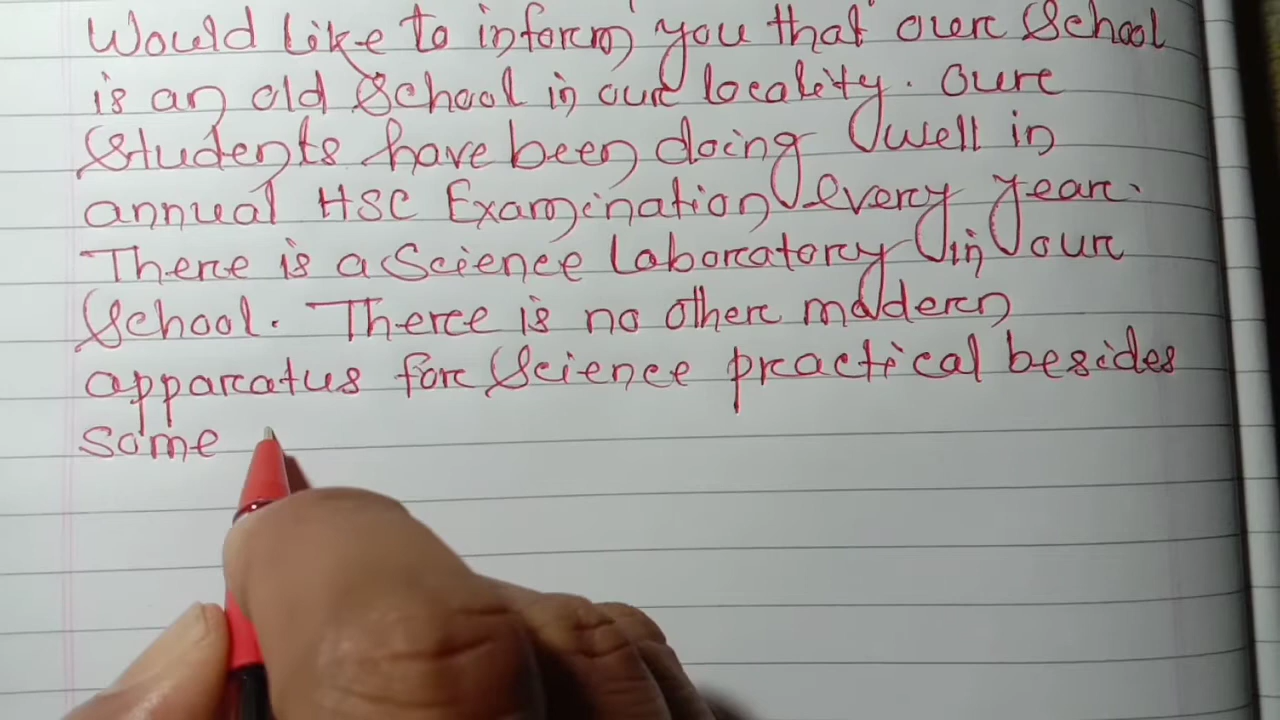 Would like to inform you that our School
is an old School in our locality. Our
Students have been doing well in
annual HSC Examination every year.
There is a Science Laboratory in our
School. There is no other modern
apparatus for Science practical besides
some